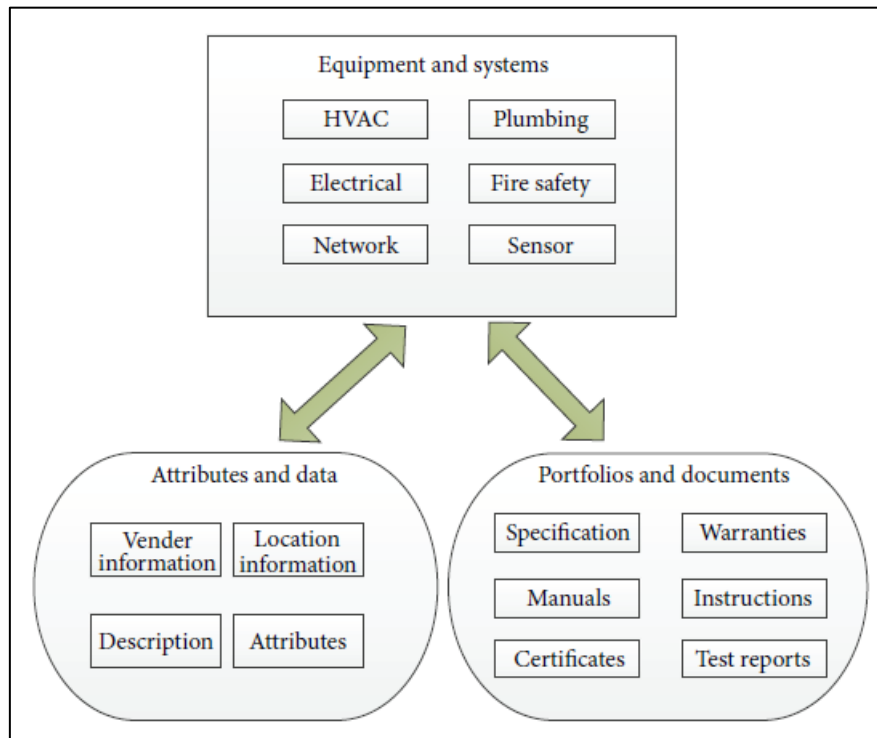 Equipment and systems
HVAC
Plumbing
Electrical
Fire safety
Network
Sensor
Attributes and data
Vender
information
Location
information
Description
Attributes
Portfolios and documents
Specification
Warranties
Manuals
Instructions
Certificates
Test reports